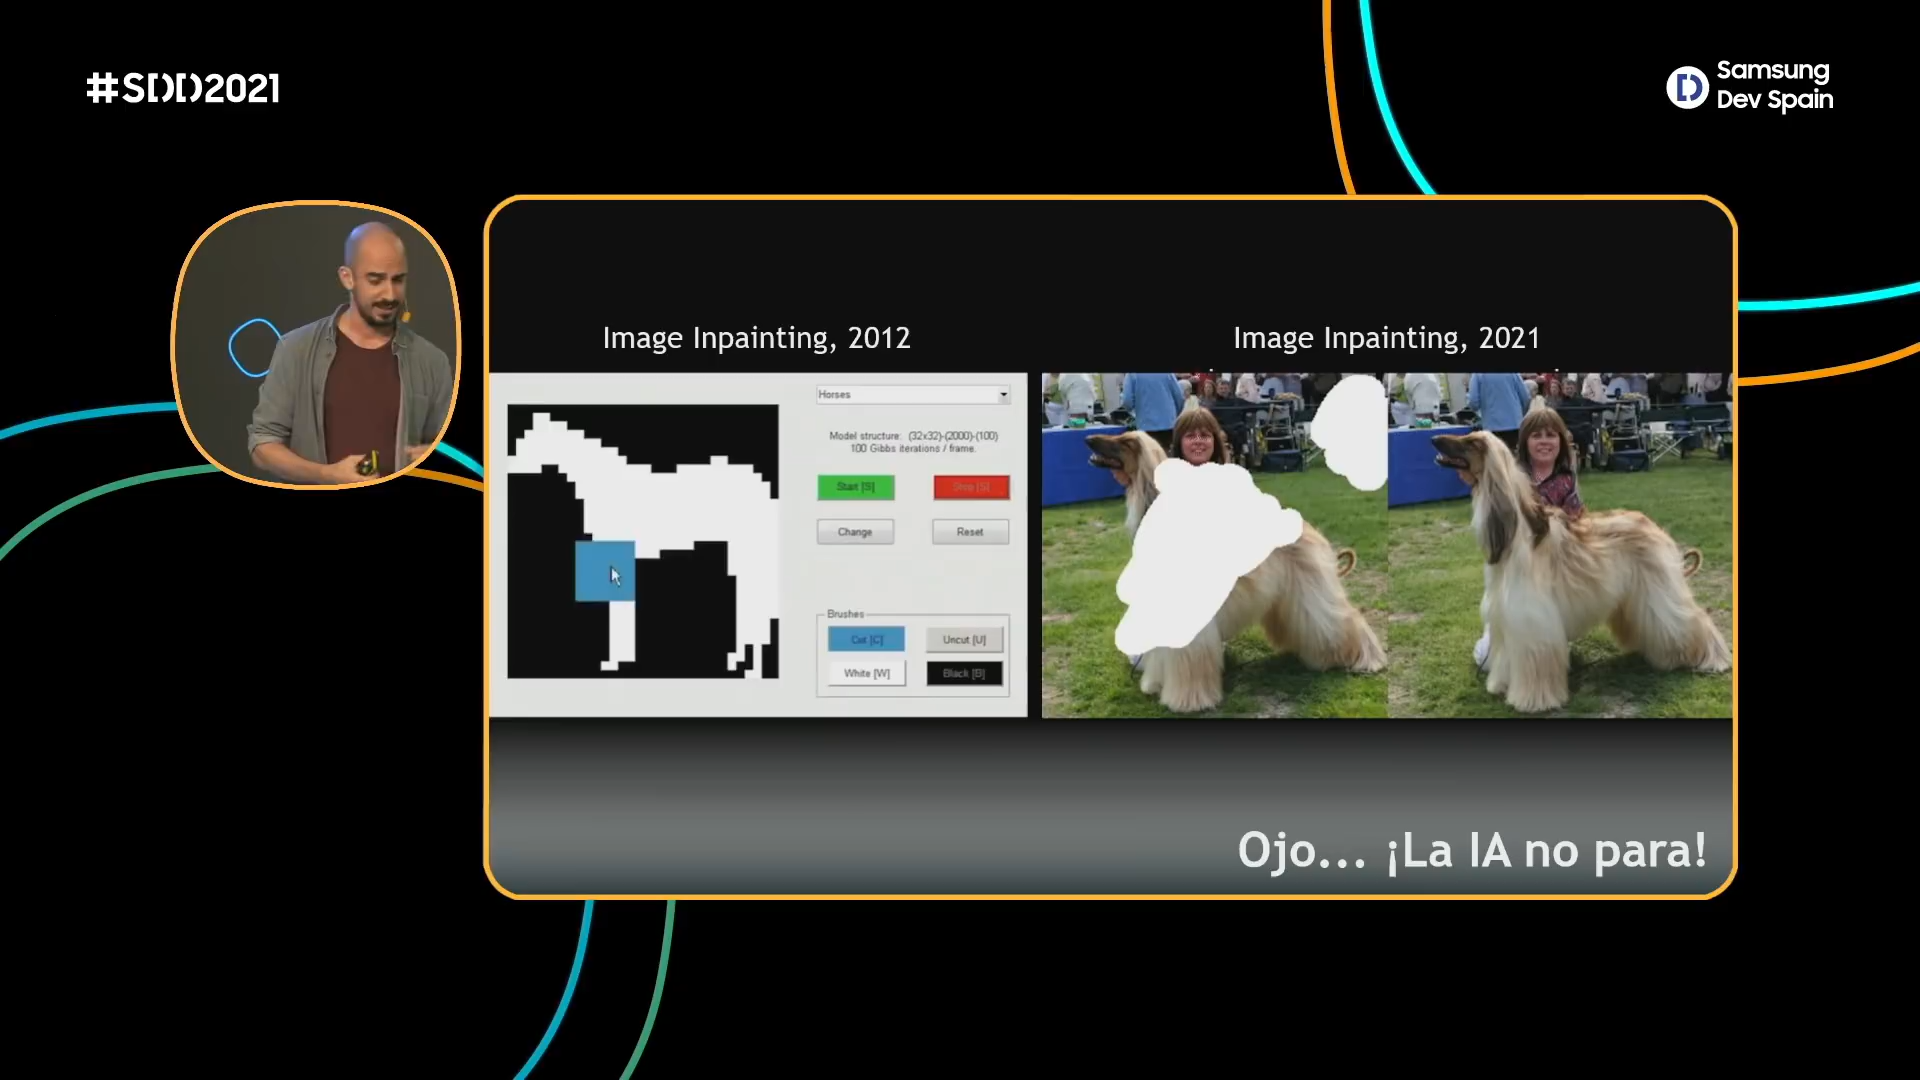 #SDD2021
Samsung
Dev Spain
Image Inpainting, 2012
Image Inpainting, 2021
Horses
Model structure: (32x32)-(2000)-(100)
100 Gibbs iterations / frame.
Start [S]
Stop [S]
Change
Reset
Brushes
Cut [C]
Uncut [U]
White [W]
Black [B]
Ojo... ¡La IA no para!